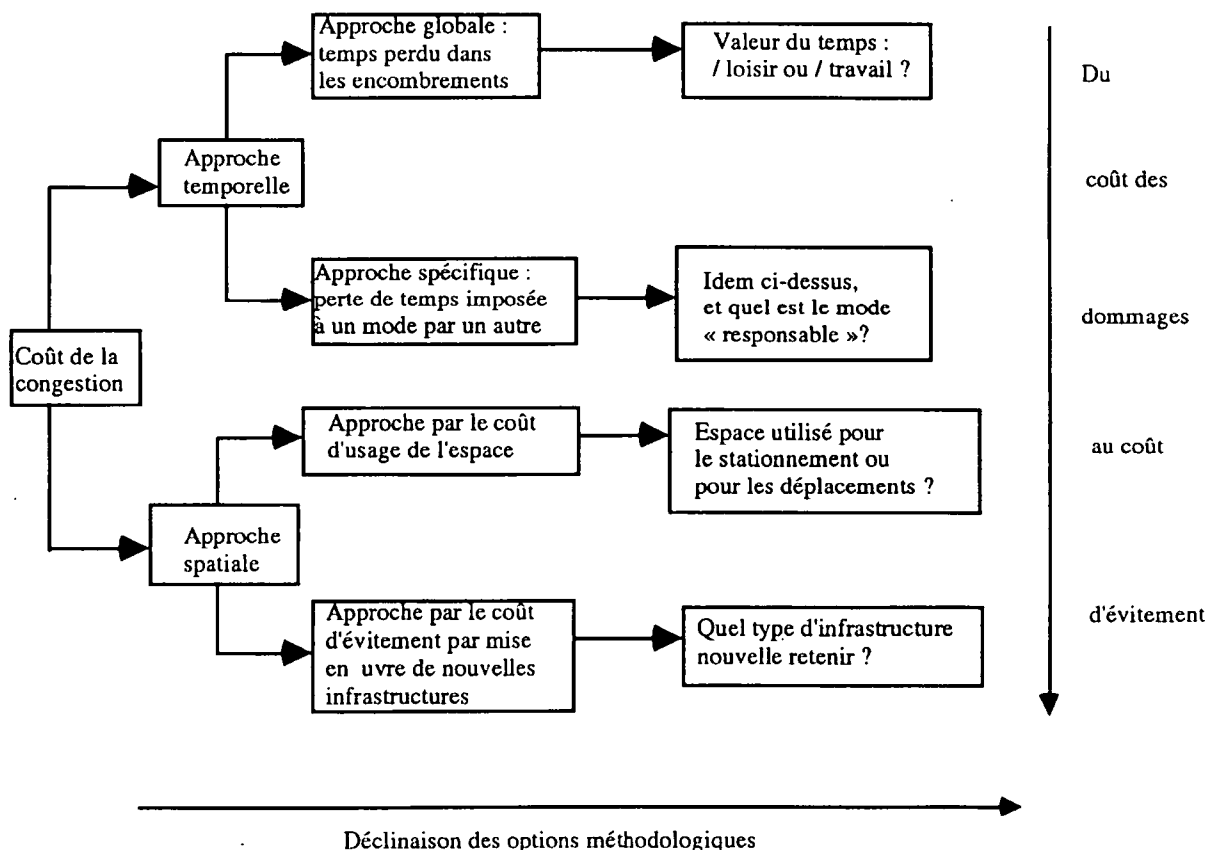 Approche globale :
temps perdu dans
les encombrements
Valeur du temps :
/ loisir ou / travail ?
Du
Approche
temporelle
coût des
Approche spécifique :
perte de temps imposée
à un mode par un autre
Idem ci-dessus,
et quel est le mode
« responsable »?
dommages
Coût de la
congestion
Approche par le coût
d'usage de l'espace
Espace utilisé pour
le stationnement ou
pour les déplacements ?
au coût
Approche
spatiale
Approche par le coût
d'évitement par mise
en uvre de nouvelles
infrastructures
Quel type d'infrastructure
nouvelle retenir ?
d'évitement
Déclinaison des options méthodologiques